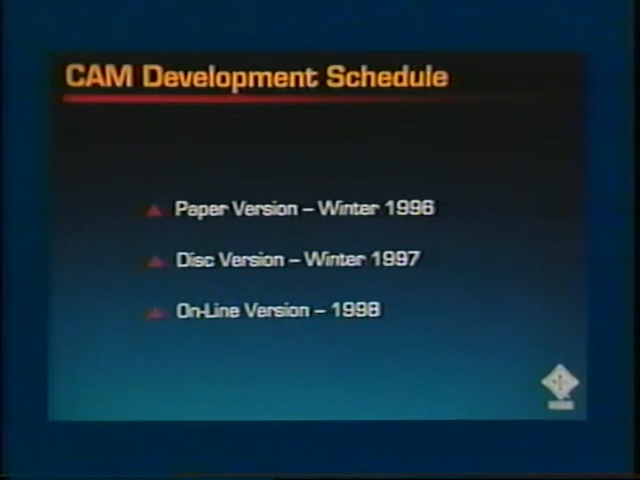 CAM Development Schedule
Paper Version – Winter 1996
Disc Version – Winter 1997
On-Line Version – 1998